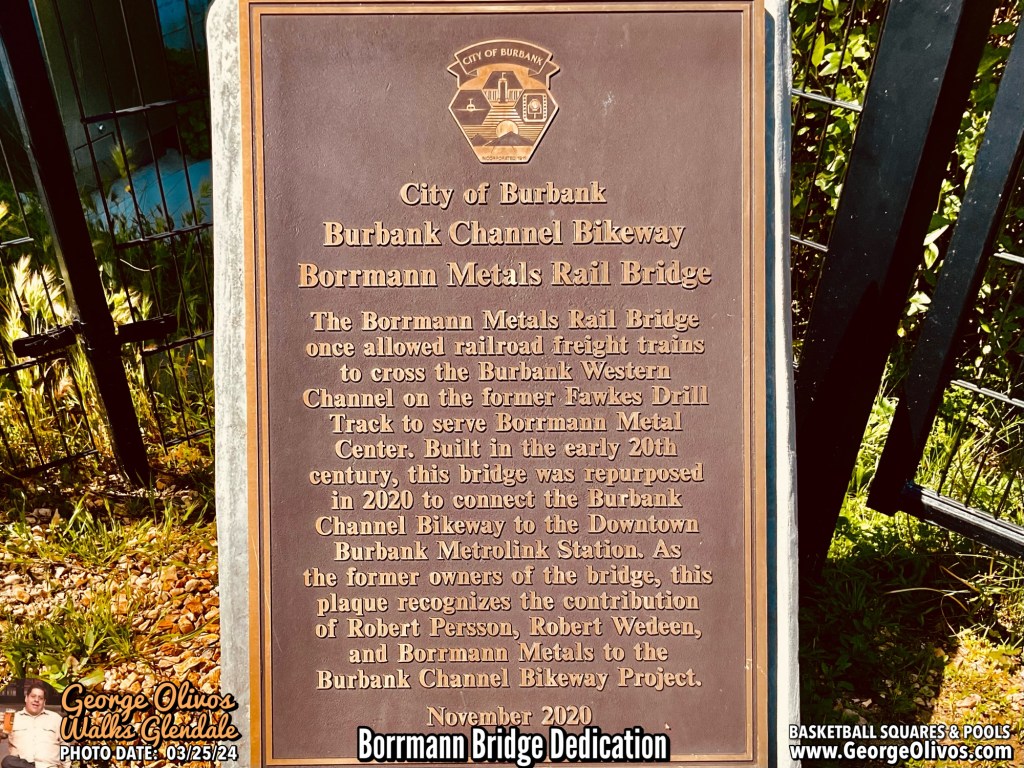 CITY OF BURBANK
City of Burbank
Burbank Channel Bikeway
Borrmann Metals Rail Bridge
The Borrmann Metals Rail Bridge
once allowed railroad freight trains
to cross the Burbank Western
Channel on the former Fawkes Drill
Track to serve Borrmann Metal
Center. Built in the early 20th
century, this bridge was repurposed
in 2020 to connect the Burbank
Channel Bikeway to the Downtown
Burbank Metrolink Station. As
the former owners of the bridge, this
plaque recognizes the contribution
of Robert Persson, Robert Wedeen,
and Borrmann Metals to the
Burbank Channel Bikeway Project.
November 2020
Borrmann Bridge Dedication
George Olivos
Walks Glendale
PHOTO DATE: 03/25/24
BASKETBALL SQUARES & POOLS
www.GeorgeOlivos.com